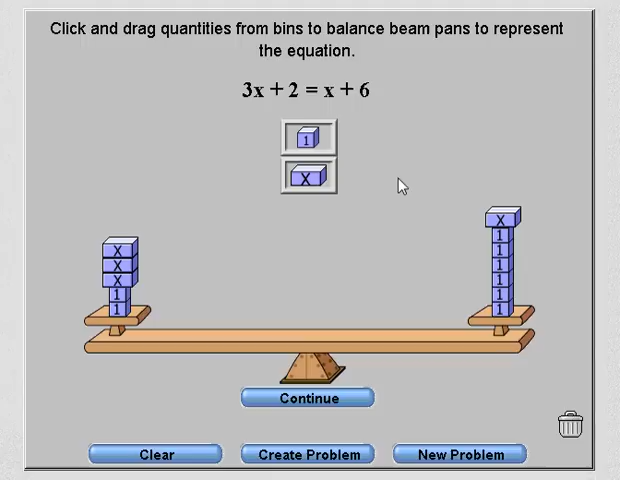 Click and drag quantities from bins to balance beam pans to represent
the equation.
3x + 2 = x + 6
1
X
X
X
X
1
1
X
1
1
1
1
1
1
Continue
Clear
Create Problem
New Problem